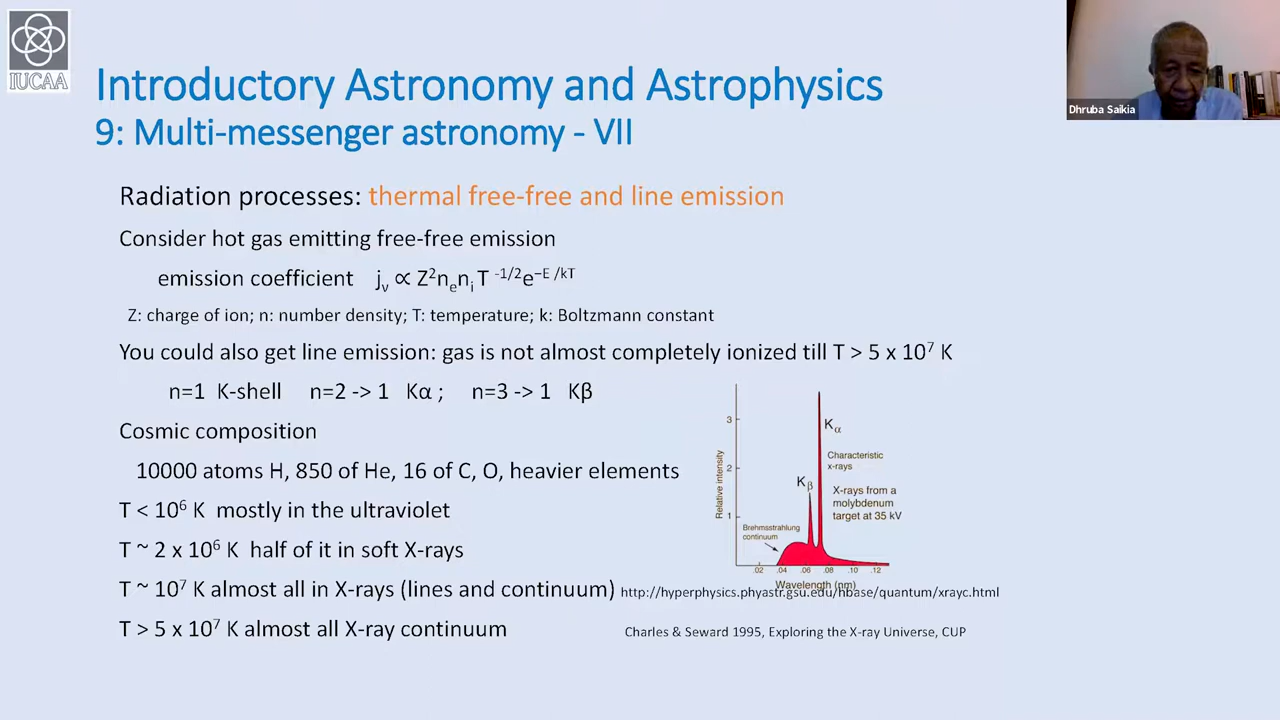 IUCAA
Dhruba Saikia
Introductory Astronomy and Astrophysics
9: Multi-messenger astronomy - VII
Radiation processes: thermal free-free and line emission
Consider hot gas emitting free-free emission
emission coefficient jᵥ ∝ Z²nₑnᵢT ⁻¹/²e⁻ᴱ /ᵏᵀ
Z: charge of ion; n: number density; T: temperature; k: Boltzmann constant
You could also get line emission: gas is not almost completely ionized till T > 5 x 10⁷ K
n=1 K-shell n=2 -> 1 Kα ; n=3 -> 1 Kβ
Cosmic composition
10000 atoms H, 850 of He, 16 of C, O, heavier elements
T < 10⁶ K mostly in the ultraviolet
T ~ 2 x 10⁶ K half of it in soft X-rays
T ~ 10⁷ K almost all in X-rays (lines and continuum)
T > 5 x 10⁷ K almost all X-ray continuum
Relative intensity
3
2
1
Kα
Characteristic
x-rays
Kβ
X-rays from a
molybdenum
target at 35 kV
Brehmsstrahlung
continuum
.02 .04 .06 .08 .10 .12
Wavelength (nm)
http://hyperphysics.phyastr.gsu.edu/hbase/quantum/xrayc.html
Charles & Seward 1995, Exploring the X-ray Universe, CUP